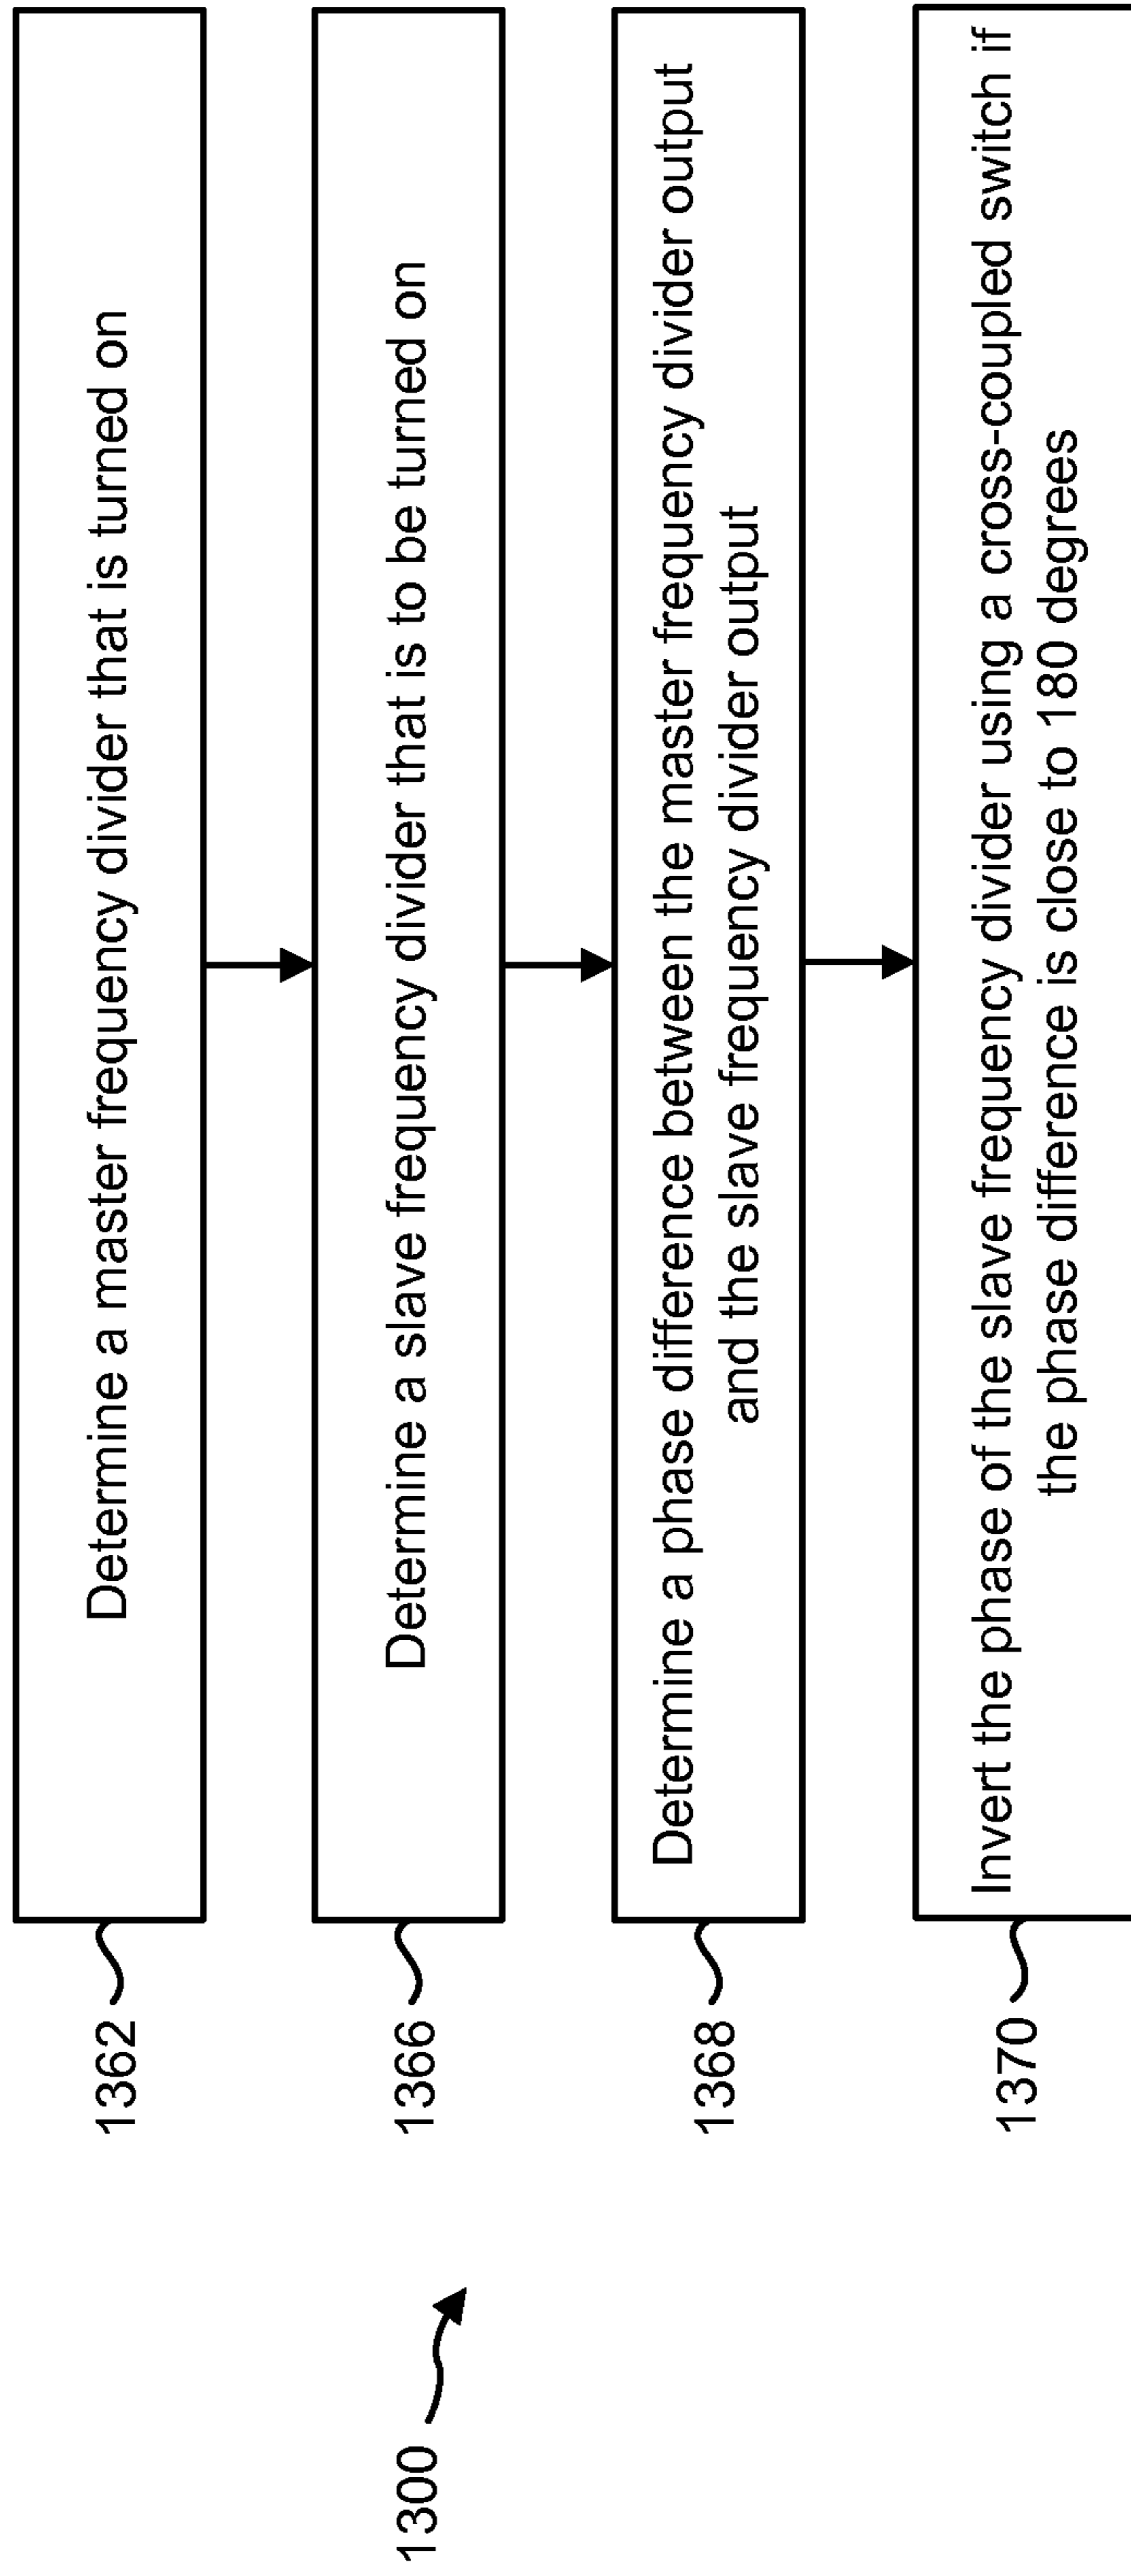 1300
1362
Determine a master frequency divider that is turned on
1366
Determine a slave frequency divider that is to be turned on
1368
Determine a phase difference between the master frequency divider output
and the slave frequency divider output
1370
Invert the phase of the slave frequency divider using a cross-coupled switch if
the phase difference is close to 180 degrees